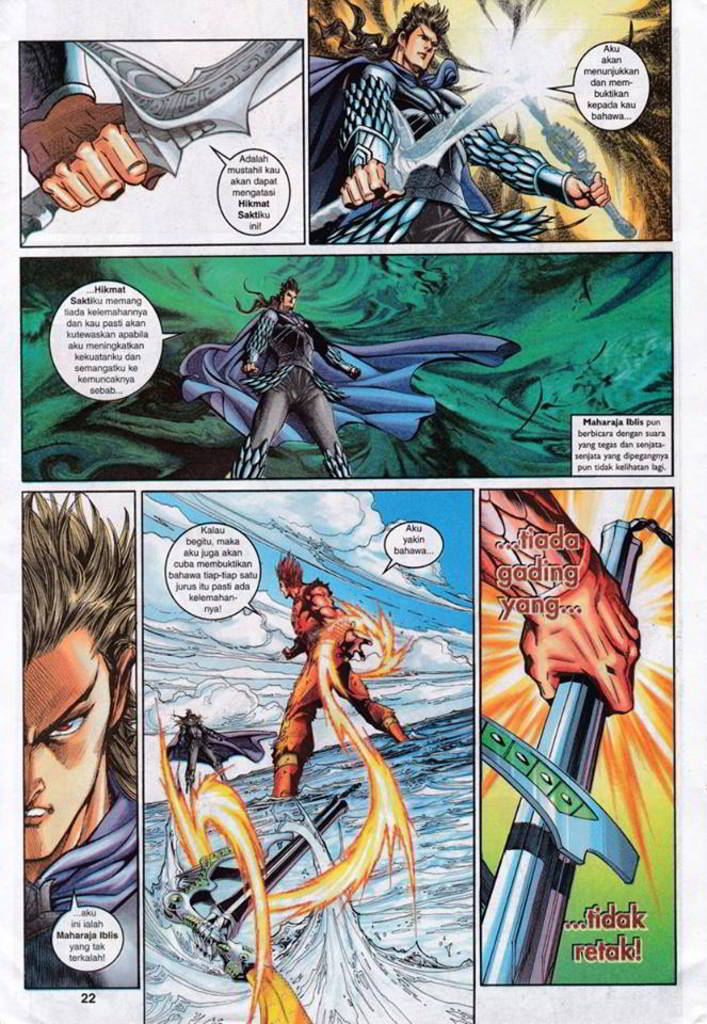 Adalah
mustahil kau
akan dapat
mengatasi
Hikmat
Saktiku
ini!
Aku
akan
menunjukkan
dan mem-
buktikan
kepada kau
bahawa...
...Hikmat
Saktiku memang
tiada kelemahannya
dan kau pasti akan
kutewaskan apabila
aku meningkatkan
kekuatanku dan
semangatku ke
kemuncaknya
sebab...
Maharaja Iblis pun
berbicara dengan suara
yang tegas dan senjata-
senjata yang dipegangnya
pun tidak kelihatan lagi.
...aku
ini ialah
Maharaja Iblis
yang tak
terkalah!
Kalau
begitu, maka
aku juga akan
cuba membuktikan
bahawa tiap-tiap satu
jurus itu pasti ada
kelemahan-
nya!
Aku
yakin
bahawa...
...tiada
gading
yang...
...tidak
retak!
22